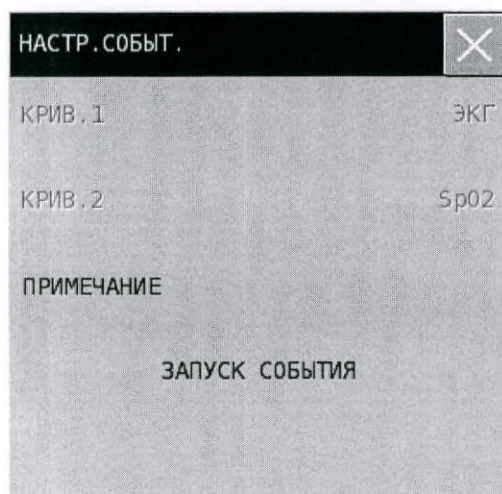 НАСТР.СОБЫТ.
КРИВ.1 ЭКГ
КРИВ.2 SpO2
ПРИМЕЧАНИЕ
ЗАПУСК СОБЫТИЯ